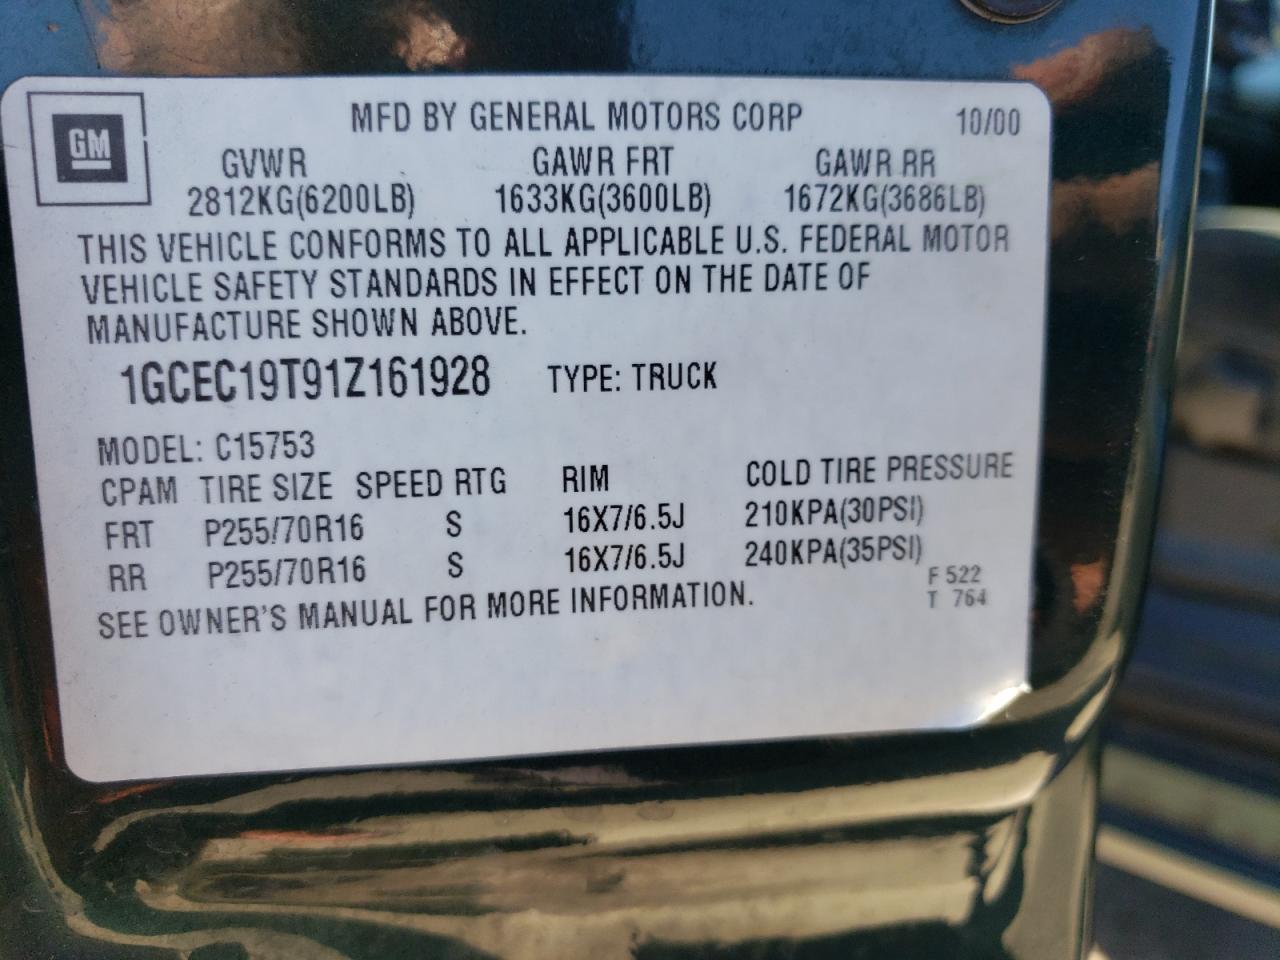 GM
MFD BY GENERAL MOTORS CORP 10/00
GVWR GAWR FRT GAWR RR
2812KG(6200LB) 1633KG(3600LB) 1672KG(3686LB)
THIS VEHICLE CONFORMS TO ALL APPLICABLE U.S. FEDERAL MOTOR
VEHICLE SAFETY STANDARDS IN EFFECT ON THE DATE OF
MANUFACTURE SHOWN ABOVE.
1GCEC19T91Z161928 TYPE: TRUCK
MODEL: C15753
CPAM TIRE SIZE SPEED RTG RIM COLD TIRE PRESSURE
FRT P255/70R16 S 16X7/6.5J 210KPA(30PSI)
RR P255/70R16 S 16X7/6.5J 240KPA(35PSI)
SEE OWNER'S MANUAL FOR MORE INFORMATION.
F 522
T 764